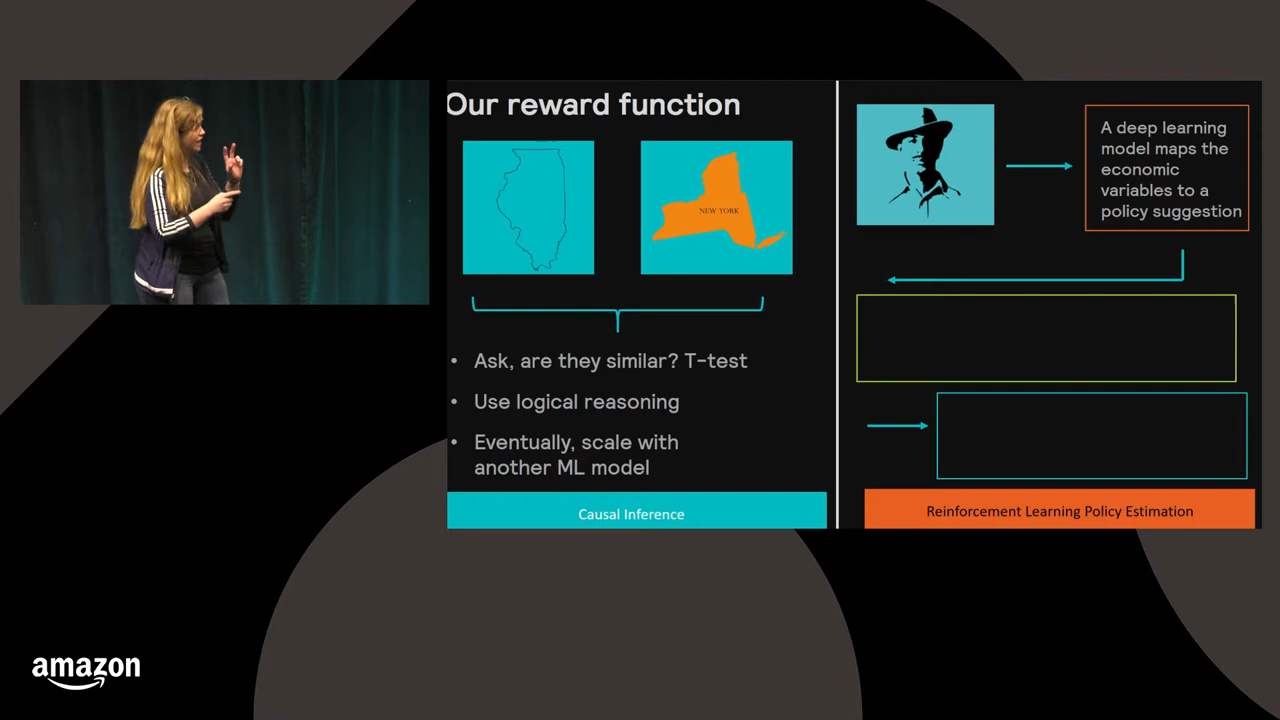 Our reward function
NEW YORK
• Ask, are they similar? T-test
• Use logical reasoning
• Eventually, scale with
another ML model
Causal Inference
A deep learning
model maps the
economic
variables to a
policy suggestion
Reinforcement Learning Policy Estimation
amazon